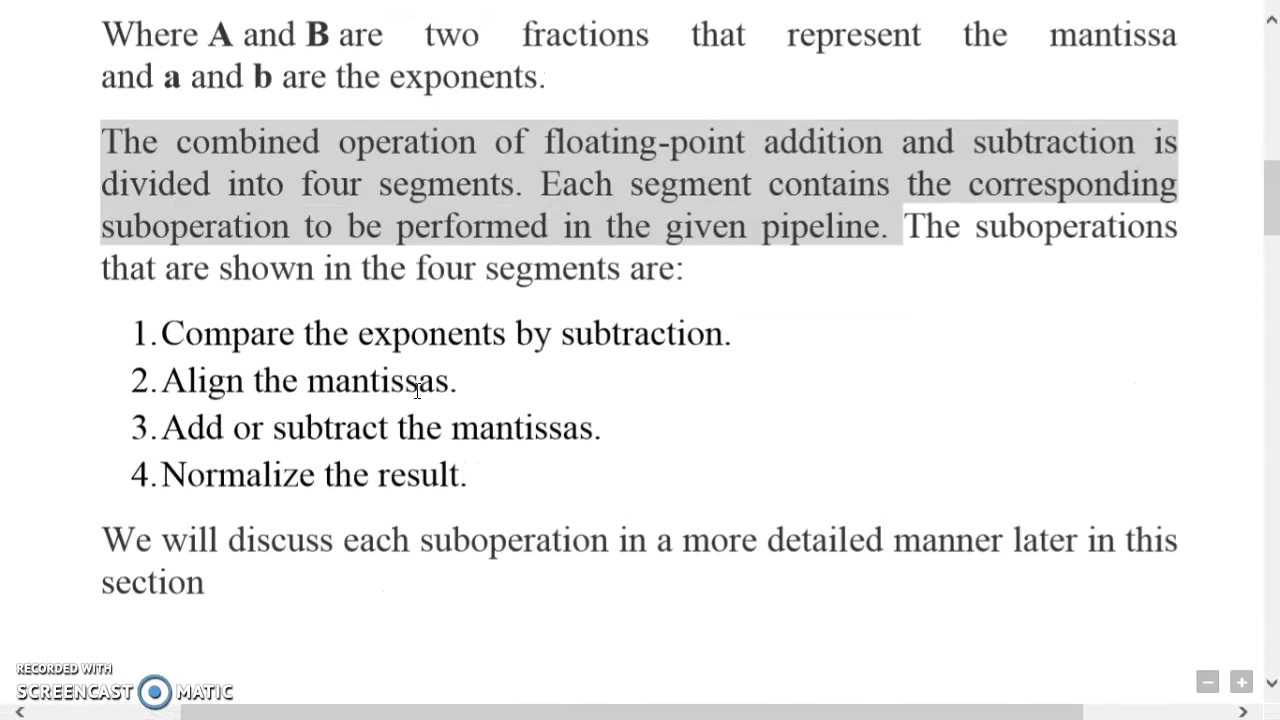 Where A and B are two fractions that represent the mantissa
and a and b are the exponents.
The combined operation of floating-point addition and subtraction is
divided into four segments. Each segment contains the corresponding
suboperation to be performed in the given pipeline. The suboperations
that are shown in the four segments are:
1. Compare the exponents by subtraction.
2. Align the mantissas.
3. Add or subtract the mantissas.
4. Normalize the result.
We will discuss each suboperation in a more detailed manner later in this
section
RECORDED WITH
SCREENCAST MATIC